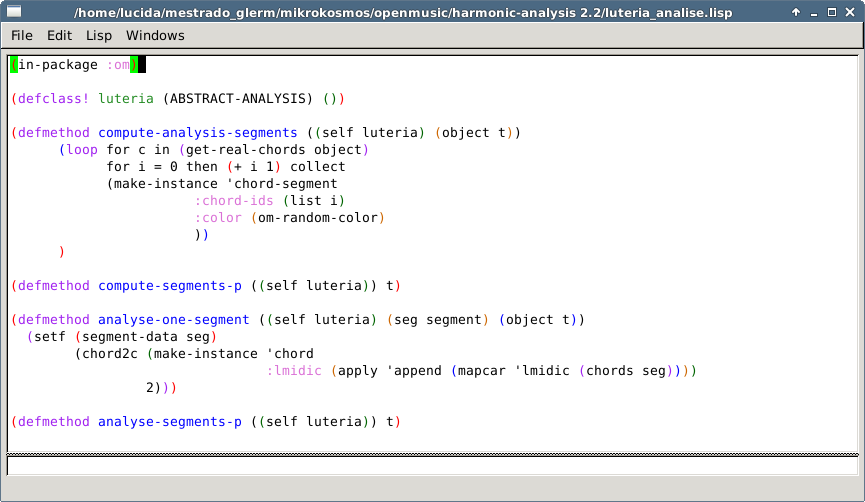 /home/lucida/mestrado_glerm/mikrokosmos/openmusic/harmonic-analysis 2.2/luteria_analise.lisp
File Edit Lisp Windows
(in-package :om)
(defclass! luteria (ABSTRACT-ANALYSIS) ())
(defmethod compute-analysis-segments ((self luteria) (object t))
(loop for c in (get-real-chords object)
for i = 0 then (+ i 1) collect
(make-instance 'chord-segment
:chord-ids (list i)
:color (om-random-color)
))
)
(defmethod compute-segments-p ((self luteria)) t)
(defmethod analyse-one-segment ((self luteria) (seg segment) (object t))
(setf (segment-data seg)
(chord2c (make-instance 'chord
:lmidic (apply 'append (mapcar 'lmidic (chords seg))))
2)))
(defmethod analyse-segments-p ((self luteria)) t)